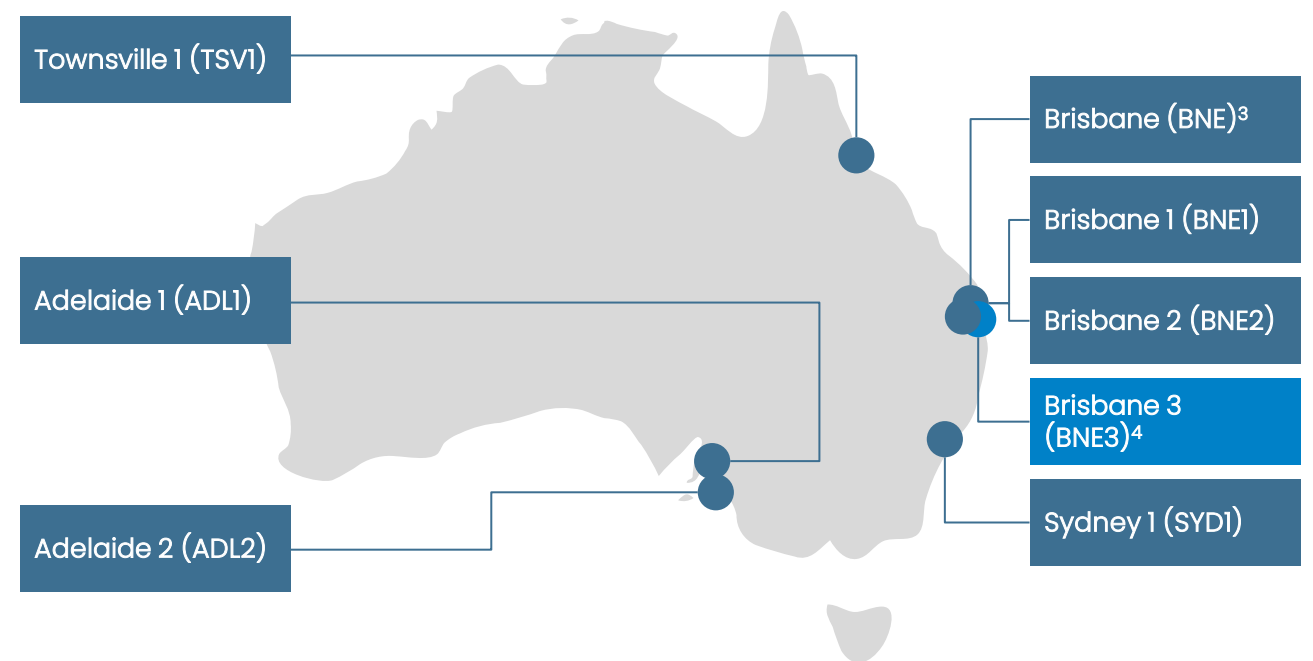 Townsville 1 (TSV1)
Adelaide 1 (ADL1)
Adelaide 2 (ADL2)
Brisbane (BNE)³
Brisbane 1 (BNE1)
Brisbane 2 (BNE2)
Brisbane 3
(BNE3)⁴
Sydney 1 (SYD1)